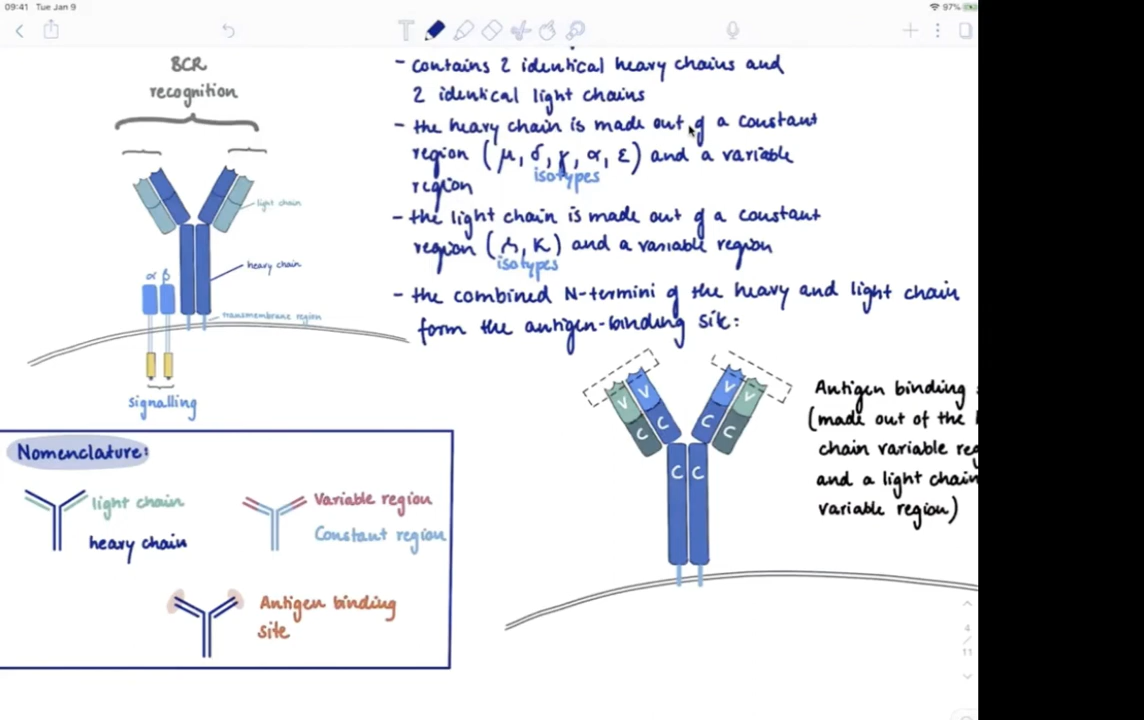 09:41 Tue Jan 9
97%
BCR
recognition
light chain
heavy chain
α β
transmembrane region
signalling
- contains 2 identical heavy chains and
2 identical light chains
- the heavy chain is made out of a constant
region (μ, δ, γ, α, ε) and a variable
isotypes
region
- the light chain is made out of a constant
region (λ, κ) and a variable region
isotypes
- the combined N-termini of the heavy and light chain
form the antigen-binding site:
V V V V
C C C C
C C
Antigen binding
(made out of the
chain variable reg
and a light chain
variable region)
Nomenclature:
light chain
heavy chain
Variable region
Constant region
Antigen binding
site
4
/
11